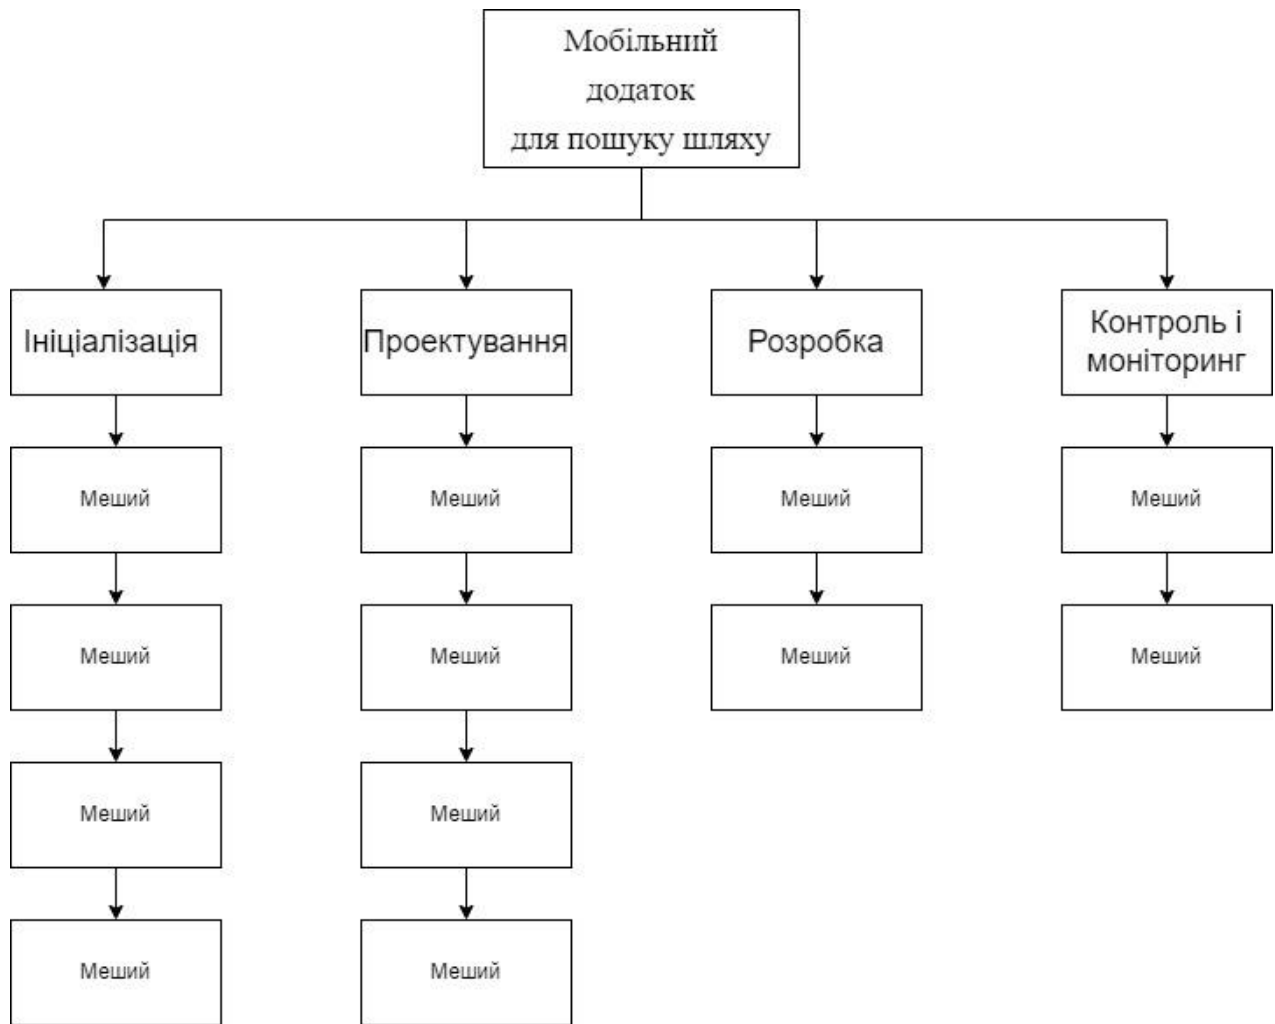 Мобільний
додаток
для пошуку шляху
Ініціалізація
Проектування
Розробка
Контроль і
моніторинг
Меший
Меший
Меший
Меший
Меший
Меший
Меший
Меший
Меший
Меший
Меший
Меший